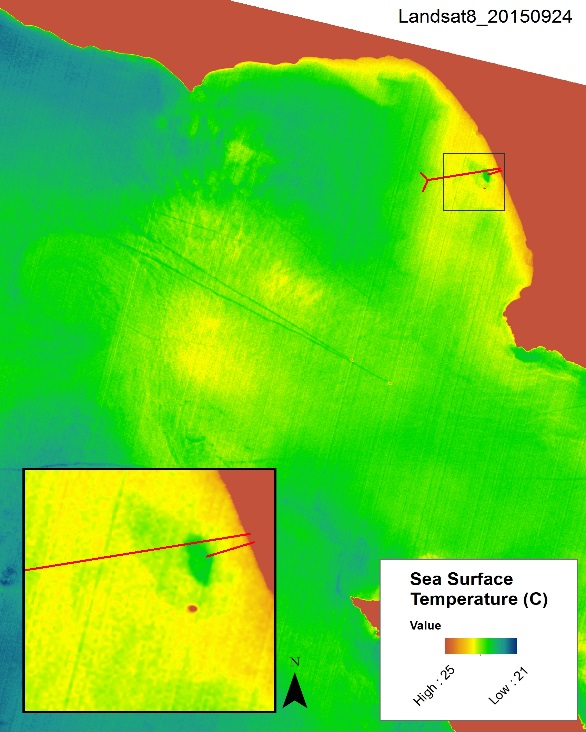 Landsat8_20150924
Sea Surface
Temperature (C)
Value
High : 25
Low : 21
N